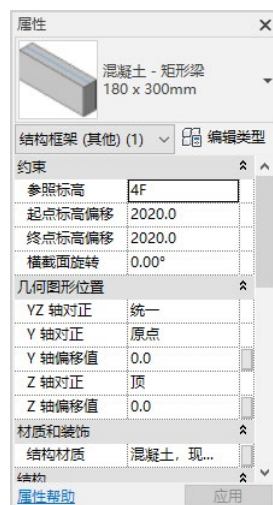 属性
混凝土 - 矩形梁
180 x 300mm
结构框架 (其他) (1) 编辑类型
约束
参照标高 4F
起点标高偏移 2020.0
终点标高偏移 2020.0
横截面旋转 0.00°
几何图形位置
YZ 轴对正 统一
Y 轴对正 原点
Y 轴偏移值 0.0
Z 轴对正 顶
Z 轴偏移值 0.0
材质和装饰
结构材质 混凝土, 现...
结构
属性帮助 应用